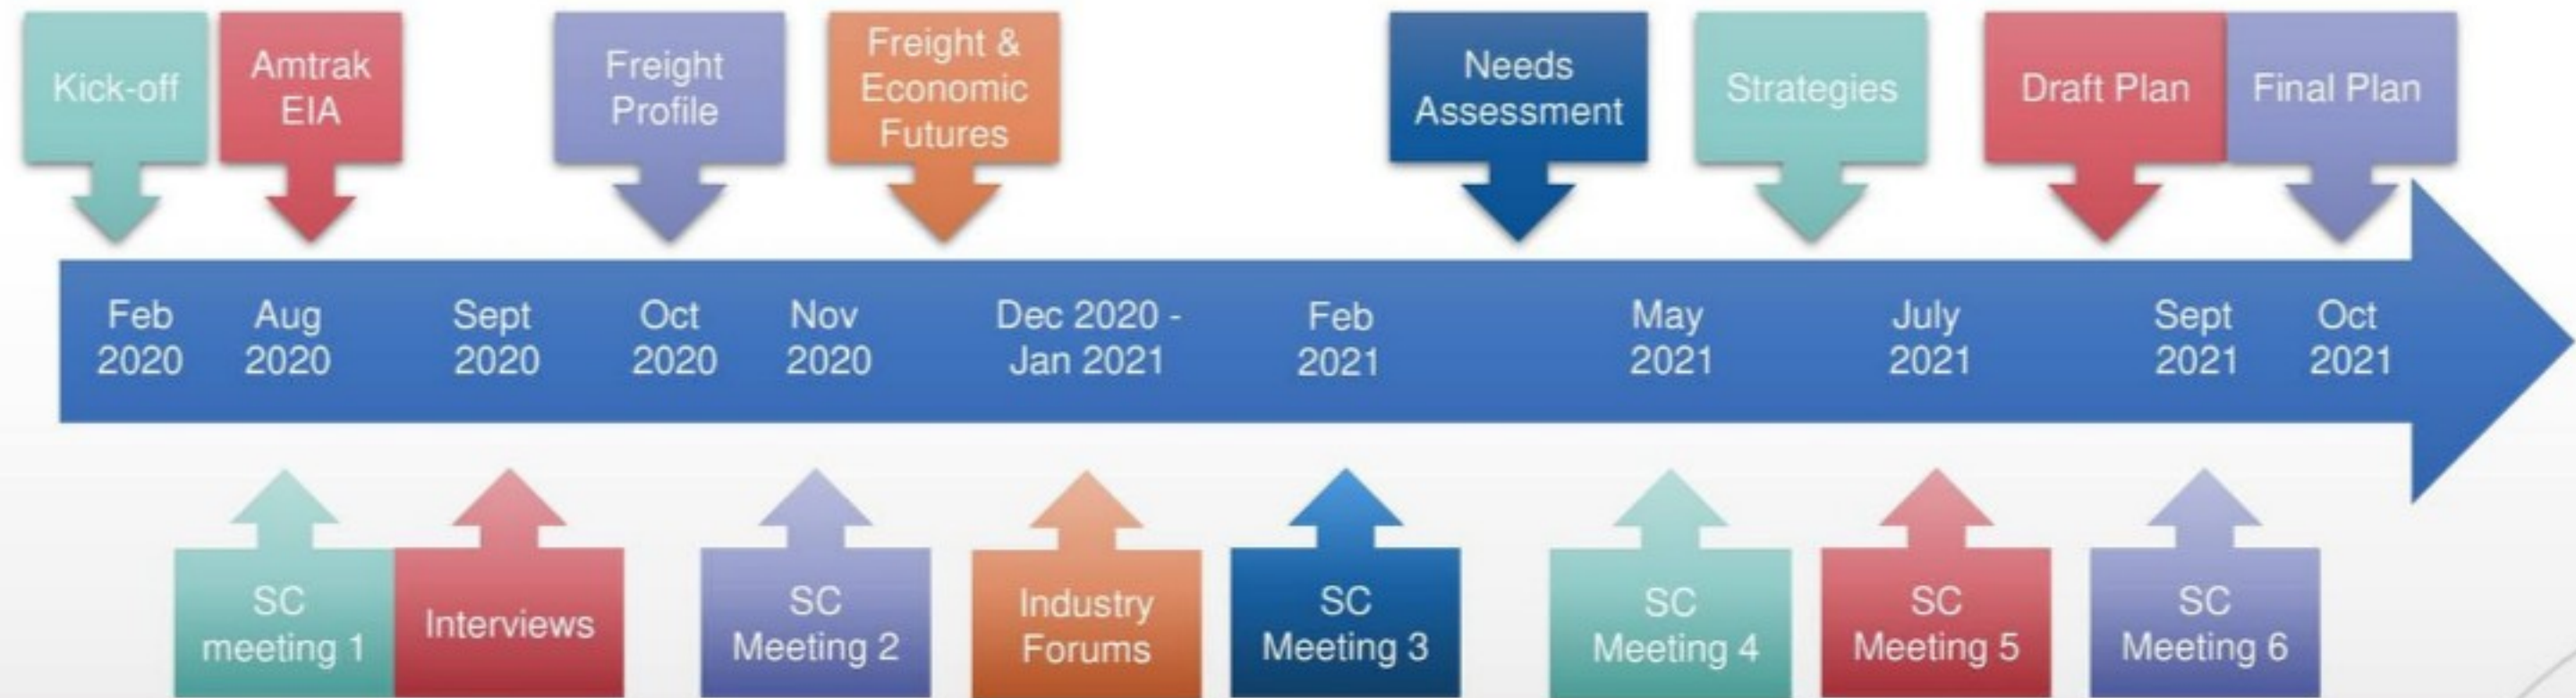 Kick-off
Amtrak
EIA
Freight
Profile
Freight &
Economic
Futures
Needs
Assessment
Strategies
Draft Plan
Final Plan
Feb
2020
Aug
2020
Sept
2020
Oct
2020
Nov
2020
Dec 2020 -
Jan 2021
Feb
2021
May
2021
July
2021
Sept
2021
Oct
2021
SC
meeting 1
Interviews
SC
Meeting 2
Industry
Forums
SC
Meeting 3
SC
Meeting 4
SC
Meeting 5
SC
Meeting 6